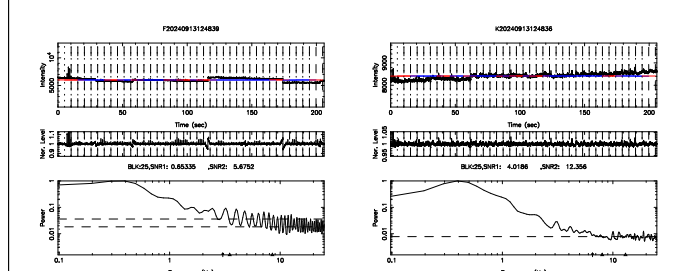 F20240913124839
K20240913124836
Intensity
5000
10⁴
0
50
100
150
200
Time (sec)
Intensity
8000
9000
0
50
100
150
200
Time (sec)
Nor. Level
0.9
1
1.1
Nor. Level
0.95
1
1.05
BLK:25,SNR1: 0.65335 ,SNR2: 5.6752
BLK:25,SNR1: 4.0186 ,SNR2: 12.356
Power
0.01
0.1
1
0.1
1
10
Power
0.01
0.1
1
0.1
1
10